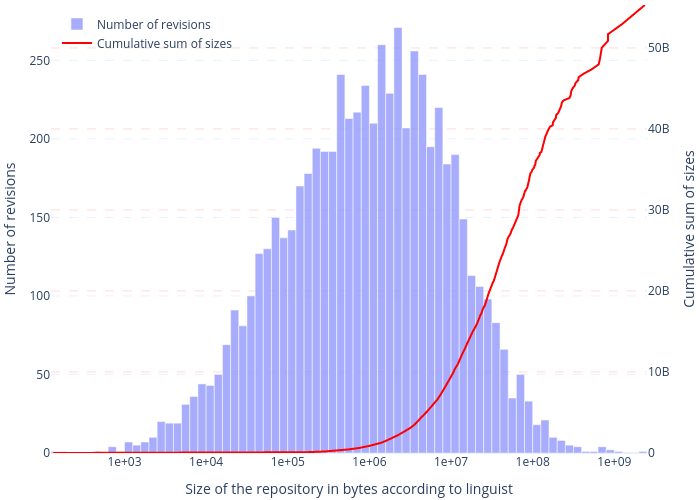 Number of revisions
Cumulative sum of sizes
250
200
150
100
50
0
50B
40B
30B
20B
10B
0
1e+03
1e+04
1e+05
1e+06
1e+07
1e+08
1e+09
Number of revisions
Cumulative sum of sizes
Size of the repository in bytes according to linguist